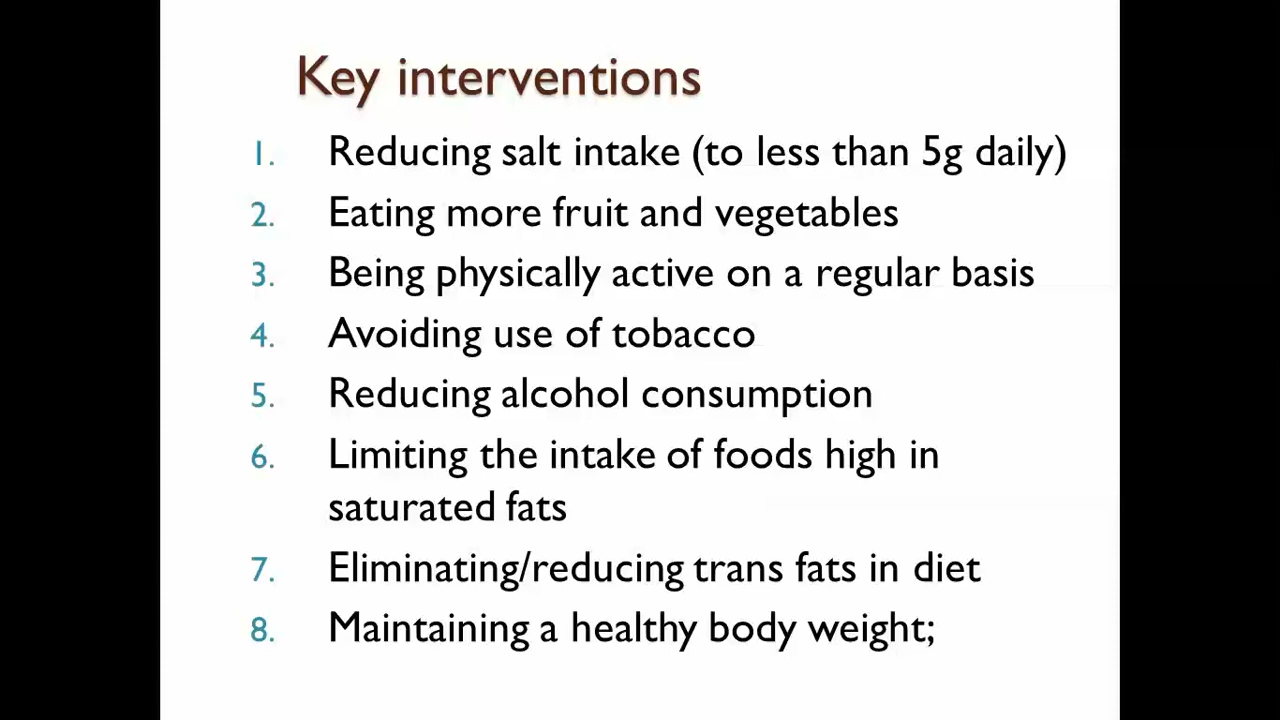 Key interventions
1. Reducing salt intake (to less than 5g daily)
2. Eating more fruit and vegetables
3. Being physically active on a regular basis
4. Avoiding use of tobacco
5. Reducing alcohol consumption
6. Limiting the intake of foods high in
saturated fats
7. Eliminating/reducing trans fats in diet
8. Maintaining a healthy body weight;